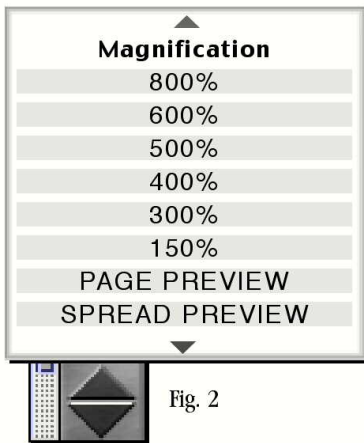 Magnification
800%
600%
500%
400%
300%
150%
PAGE PREVIEW
SPREAD PREVIEW
Fig. 2